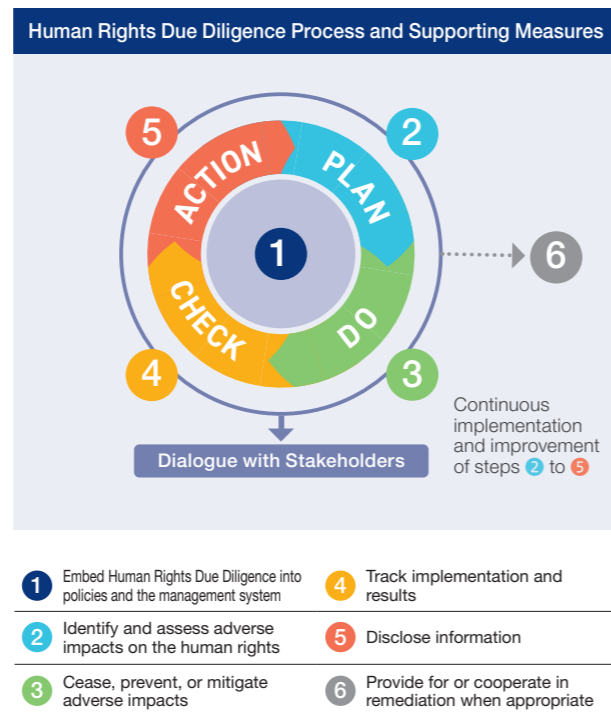 Human Rights Due Diligence Process and Supporting Measures
5
2
ACTION
PLAN
1
6
CHECK
DO
4
3
Continuous
implementation
and improvement
of steps 2 to 5
Dialogue with Stakeholders
1 Embed Human Rights Due Diligence into
policies and the management system
4 Track implementation and
results
2 Identify and assess adverse
impacts on the human rights
5 Disclose information
3 Cease, prevent, or mitigate
adverse impacts
6 Provide for or cooperate in
remediation when appropriate